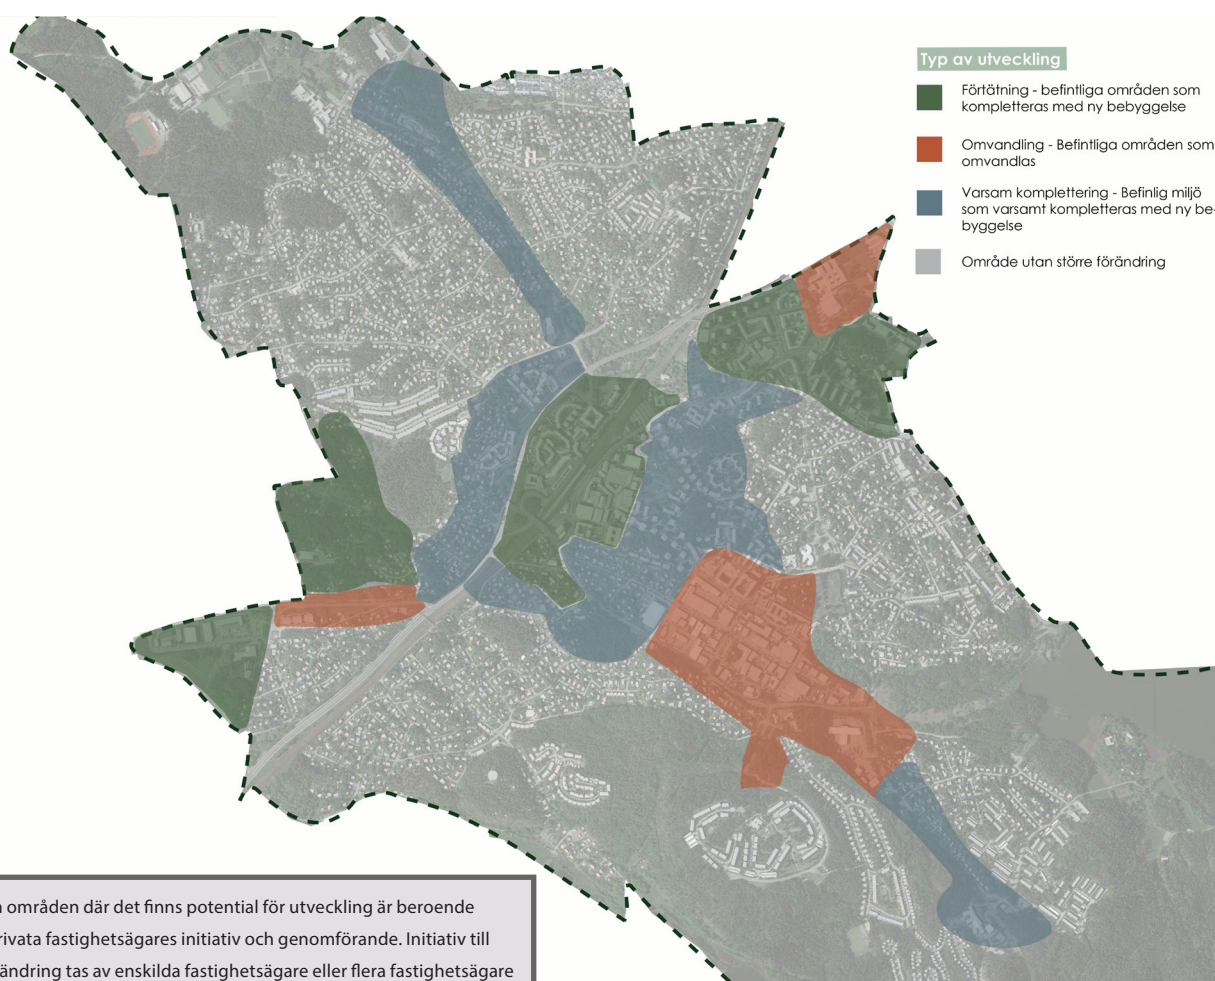 Typ av utveckling
Förtätning - befintliga områden som
kompletteras med ny bebyggelse
Omvandling - Befintliga områden som
omvandlas
Varsam komplettering - Befinlig miljö
som varsamt kompletteras med ny be-
byggelse
Område utan större förändring
områden där det finns potential för utveckling är beroende
rivata fastighetsägares initiativ och genomförande. Initiativ till
ändring tas av enskilda fastighetsägare eller flera fastighetsägare